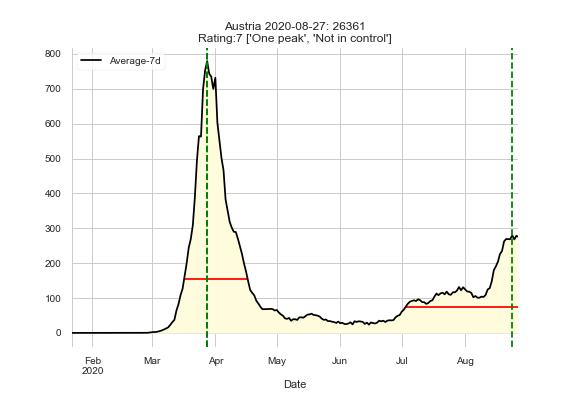 Austria 2020-08-27: 26361
Rating:7 ['One peak', 'Not in control']
Average-7d
800
700
600
500
400
300
200
100
0
Feb
2020
Mar
Apr
May
Jun
Jul
Aug
Date